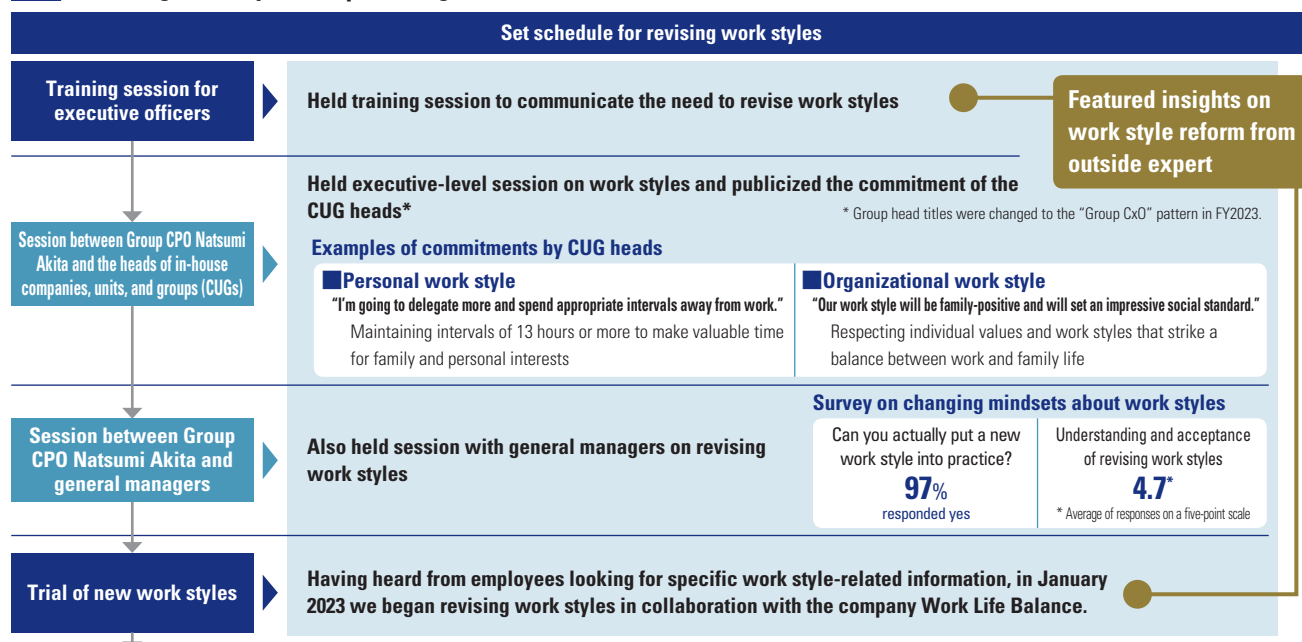 Set schedule for revising work styles
Training session for
executive officers
Held training session to communicate the need to revise work styles
Featured insights on
work style reform from
outside expert
Held executive-level session on work styles and publicized the commitment of the
CUG heads*
* Group head titles were changed to the “Group CxO” pattern in FY2023.
Session between Group CPO Natsumi
Akita and the heads of in-house
companies, units, and groups (CUGs)
Examples of commitments by CUG heads
■Personal work style
“I’m going to delegate more and spend appropriate intervals away from work.”
Maintaining intervals of 13 hours or more to make valuable time
for family and personal interests
■Organizational work style
“Our work style will be family-positive and will set an impressive social standard.”
Respecting individual values and work styles that strike a
balance between work and family life
Session between Group
CPO Natsumi Akita and
general managers
Also held session with general managers on revising
work styles
Survey on changing mindsets about work styles
Can you actually put a new
work style into practice?
97%
responded yes
Understanding and acceptance
of revising work styles
4.7*
* Average of responses on a five-point scale
Trial of new work styles
Having heard from employees looking for specific work style-related information, in January
2023 we began revising work styles in collaboration with the company Work Life Balance.